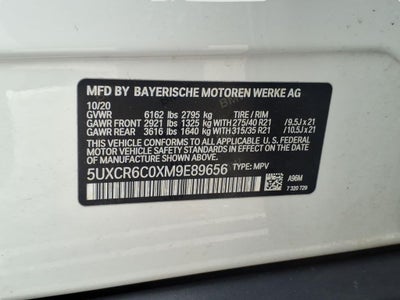 MFD BY BAYERISCHE MOTOREN WERKE AG
10/20
GVWR 6162 lbs 2795 kg TIRE / RIM
GAWR FRONT 2921 lbs 1325 kg WITH 275/40 R21 /9.5J x 21
GAWR REAR 3616 lbs 1640 kg WITH 315/35 R21 /10.5J x 21
THIS VEHICLE CONFORMS TO ALL APPLICABLE U. S. FEDERAL
MOTOR VEHICLE SAFETY STANDARDS IN EFFECT ON THE
DATE OF MANUFACTURE SHOWN ABOVE.
5UXCR6C0XM9E89656 TYPE: MPV
A96M
7 320 729